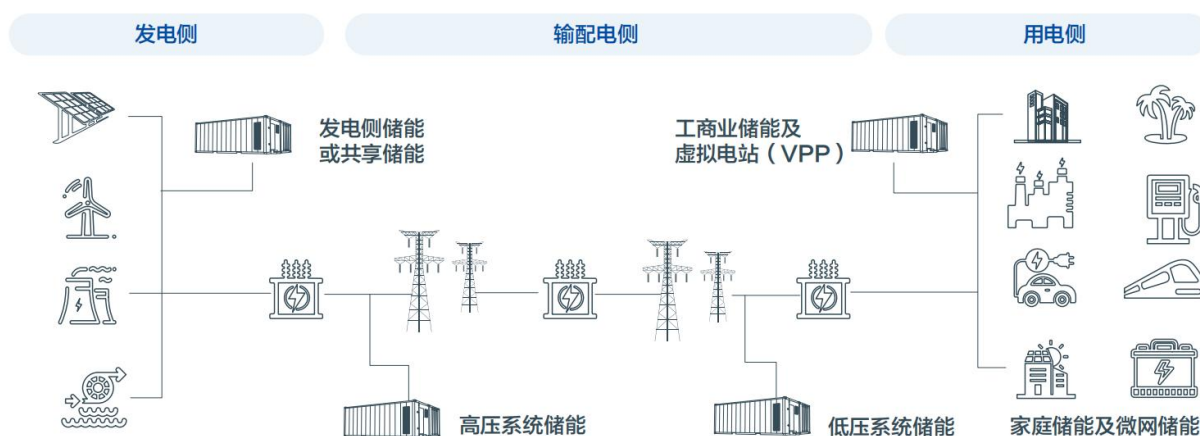 发电侧
输配电侧
用电侧
发电侧储能
或共享储能
工商业储能及
虚拟电站（VPP）
高压系统储能
低压系统储能
家庭储能及微网储能